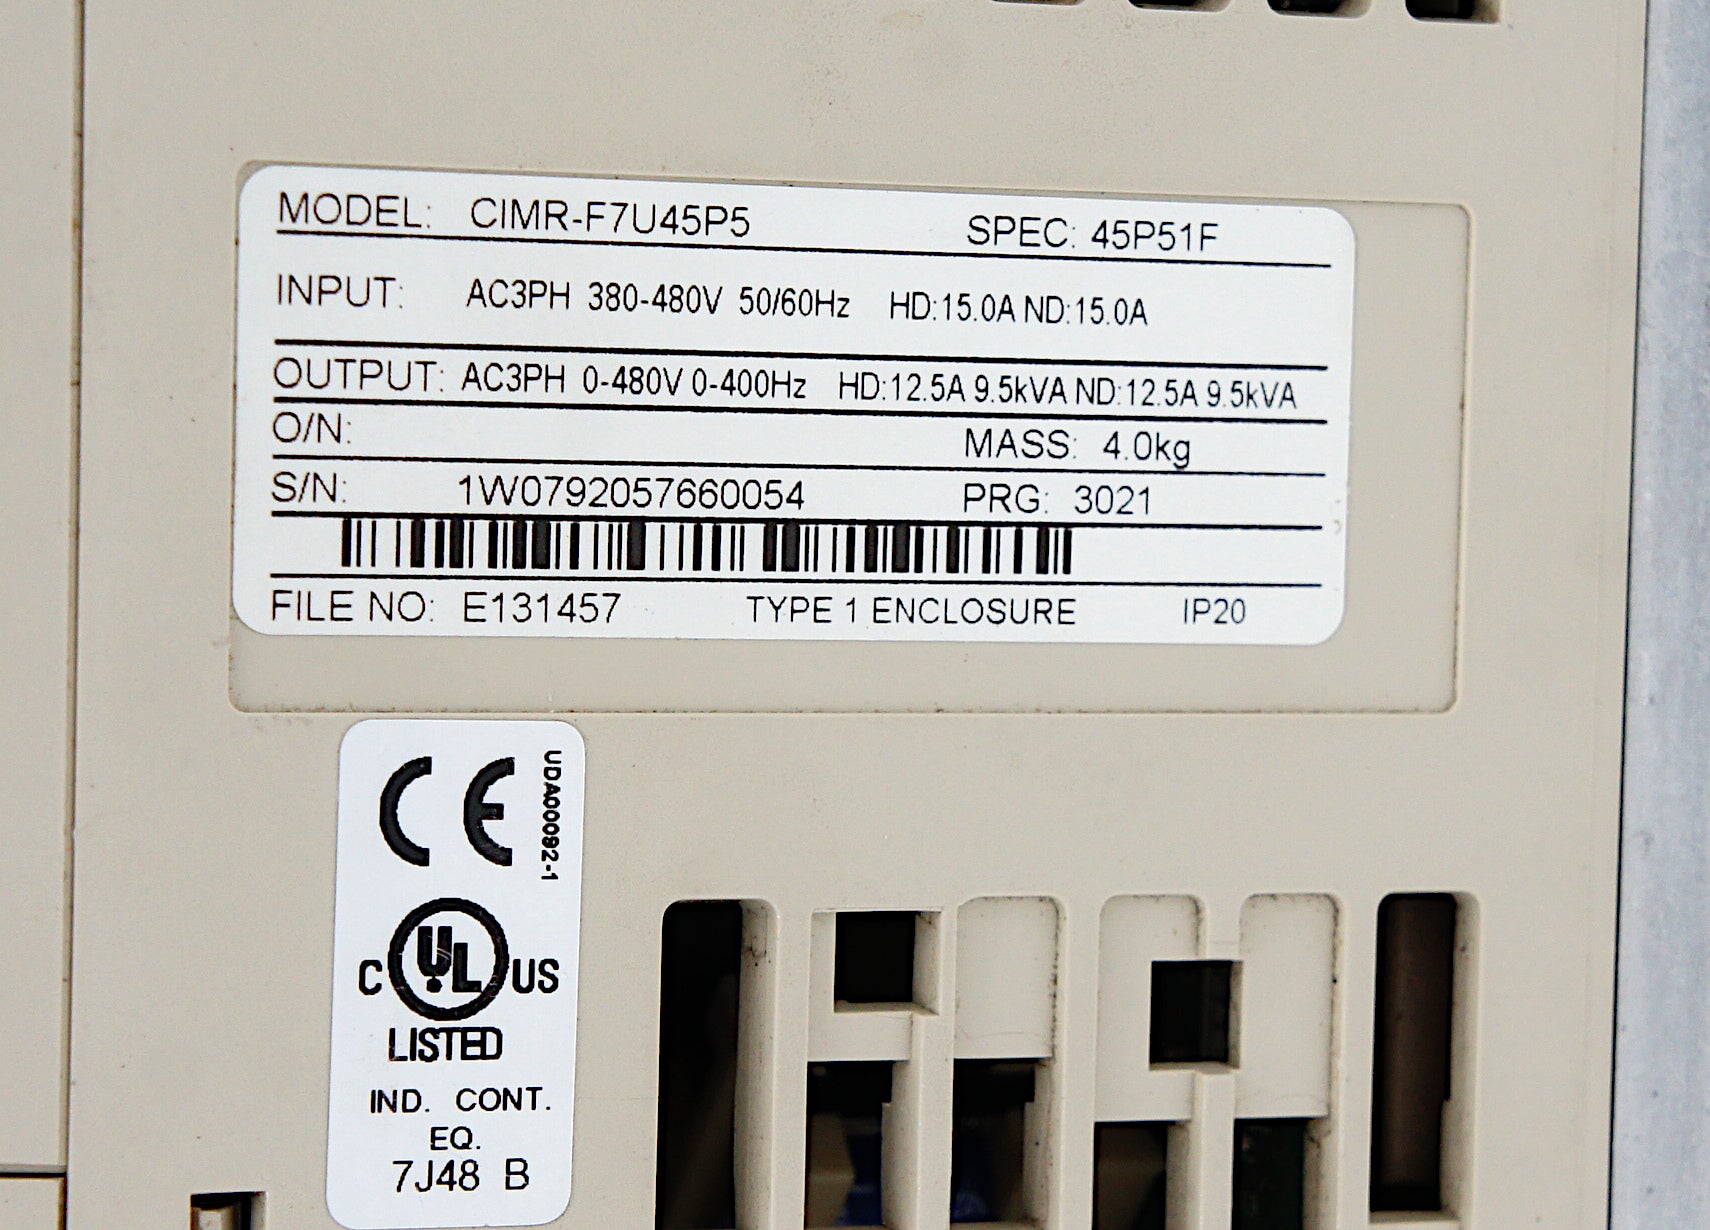 MODEL: CIMR-F7U45P5 SPEC: 45P51F
INPUT: AC3PH 380-480V 50/60Hz HD:15.0A ND:15.0A
OUTPUT: AC3PH 0-480V 0-400Hz HD:12.5A 9.5kVA ND:12.5A 9.5kVA
O/N: MASS: 4.0kg
S/N: 1W0792057660054 PRG: 3021
FILE NO: E131457 TYPE 1 ENCLOSURE IP20
CE
UDA00092-1
C UL US
LISTED
IND. CONT.
EQ.
7J48 B